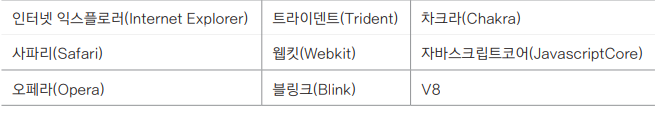 인터넷 익스플로러(Internet Explorer) 트라이던트(Trident) 차크라(Chakra)
사파리(Safari) 웹킷(Webkit) 자바스크립트코어(JavascriptCore)
오페라(Opera) 블링크(Blink) V8